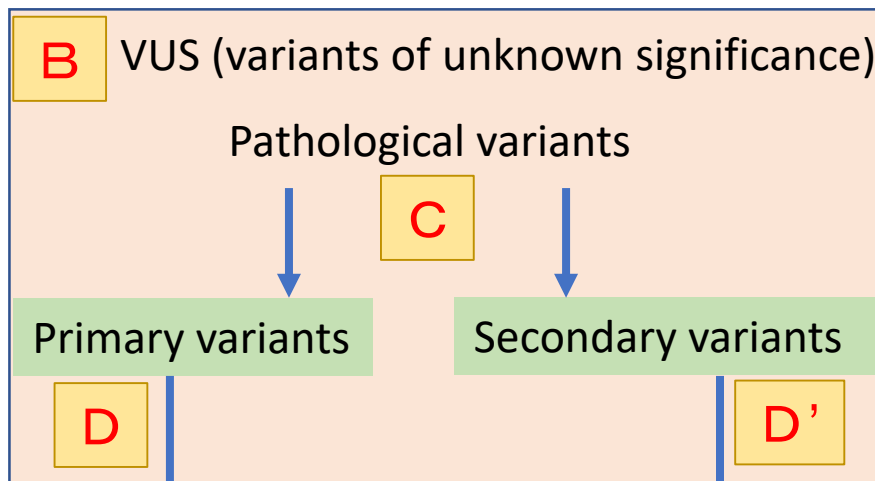 B VUS (variants of unknown significance)
Pathological variants
C
Primary variants Secondary variants
D D’